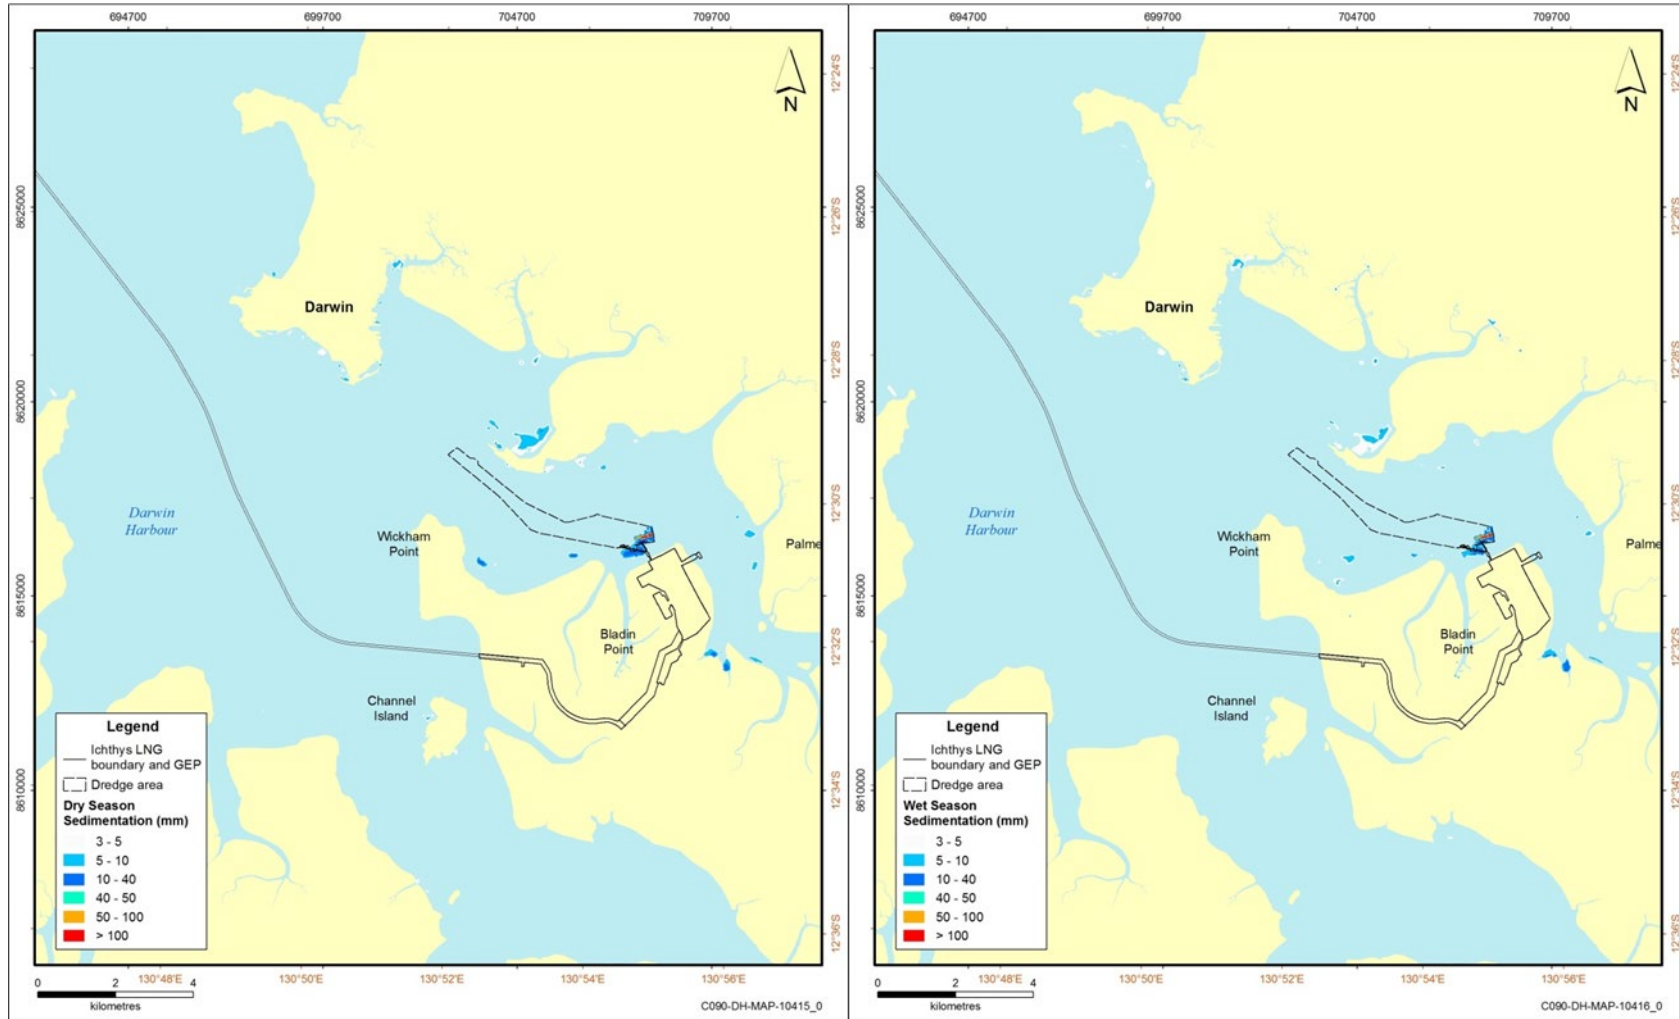 694700 699700 704700 709700
12°24'S
N
8625000
12°26'S
Darwin
12°28'S
8620000
12°30'S
Darwin
Harbour
Wickham
Point
Palme
8615000
Bladin
Point
12°32'S
Channel
Island
Legend
Ichthys LNG
boundary and GEP
Dredge area
Dry Season
Sedimentation (mm)
3 - 5
5 - 10
10 - 40
40 - 50
50 - 100
> 100
8610000
12°34'S
12°36'S
0 2 4
kilometres
130°48'E 130°50'E 130°52'E 130°54'E 130°56'E
C090-DH-MAP-10415_0
694700 699700 704700 709700
12°24'S
N
8625000
12°26'S
Darwin
12°28'S
8620000
12°30'S
Darwin
Harbour
Wickham
Point
Palme
8615000
Bladin
Point
12°32'S
Channel
Island
Legend
Ichthys LNG
boundary and GEP
Dredge area
Wet Season
Sedimentation (mm)
3 - 5
5 - 10
10 - 40
40 - 50
50 - 100
> 100
8610000
12°34'S
12°36'S
0 2 4
kilometres
130°48'E 130°50'E 130°52'E 130°54'E 130°56'E
C090-DH-MAP-10416_0